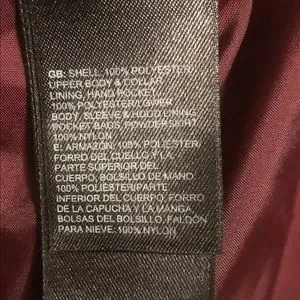 GB: SHELL, 100% POLYESTER/
UPPER BODY & COLLAR
LINING, HAND POCKET:
100% POLYESTER/LOWER
BODY, SLEEVE & HOOD LINING
POCKET BAGS, POWDER SKIRT:
100% NYLON
E: ARMAZON: 100% POLIESTER/
FORRO DEL CUELLO Y LA
PARTE SUPERIOR DEL
CUERPO, BOLSILLO DE MANO:
100% POLIESTER/PARTE
INFERIOR DEL CUERPO, FORRO
DE LA CAPUCHA Y LA MANGA,
BOLSAS DEL BOLSILLO, FALDON
PARA NIEVE: 100% NYLON